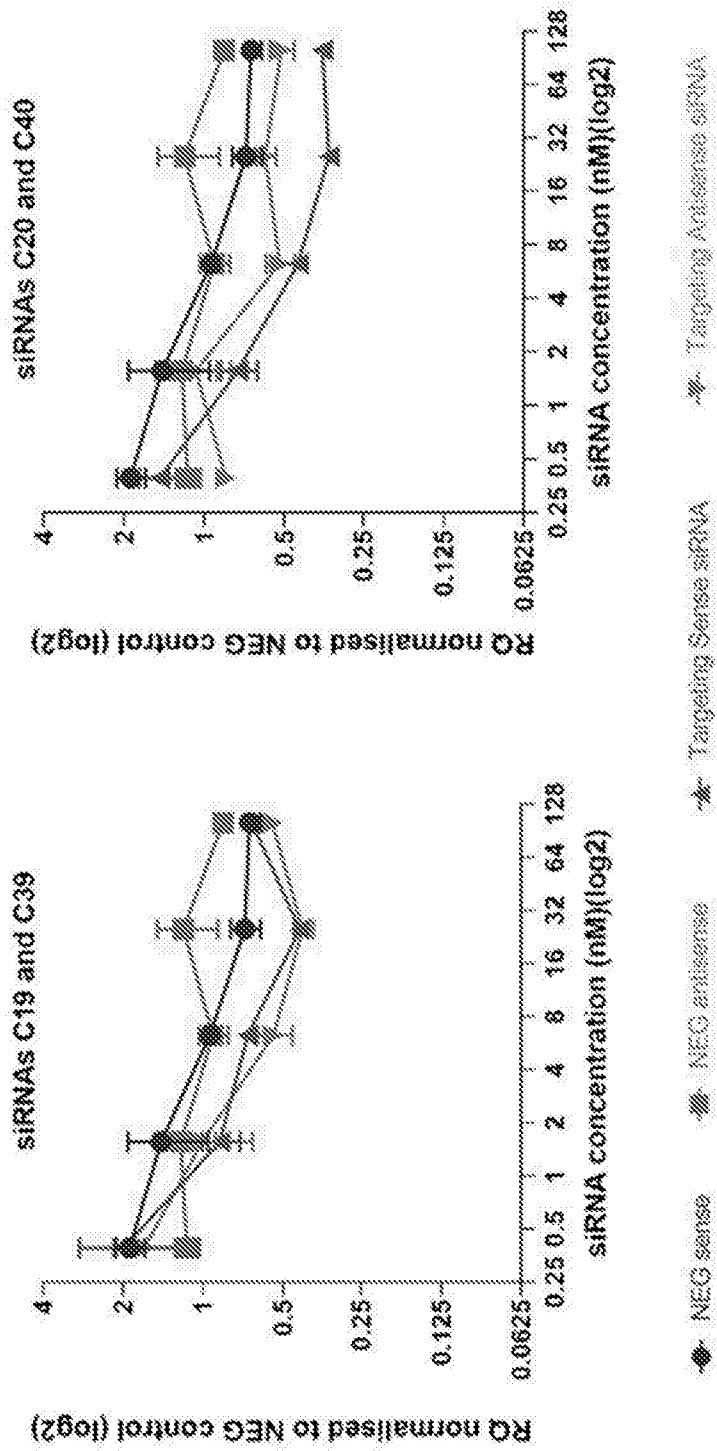 siRNAs C19 and C39
RQ normalised to NEG control (log2)
4
2
1
0.5
0.25
0.125
0.0625
0.25 0.5 1 2 4 8 16 32 64 128
siRNA concentration (nM)(log2)
siRNAs C20 and C40
RQ normalised to NEG control (log2)
4
2
1
0.5
0.25
0.125
0.0625
0.25 0.5 1 2 4 8 16 32 64 128
siRNA concentration (nM)(log2)
NEG sense NEG antisense Targeting Sense siRNA Targeting Antisense siRNA